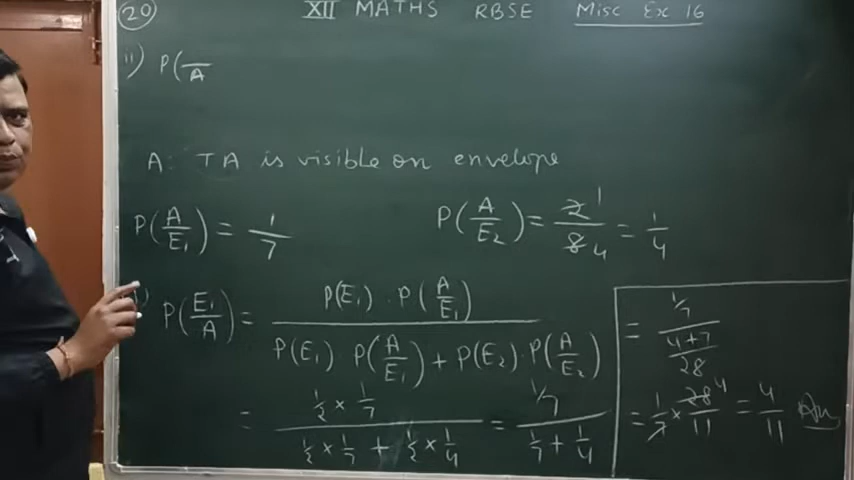 (20) XII MATHS RBSE Misc Ex 16
ii) P(‾/A
A: TA is visible on envelope
P(A/E₁) = 1/7 P(A/E₂) = 2/8 = 1/4
i) P(E₁/A) = P(E₁) . P(A/E₁) / P(E₁) P(A/E₁) + P(E₂).P(A/E₂)
= 1/2 × 1/7 / 1/2 × 1/7 + 1/2 × 1/4 = 1/7 / 1/7 + 1/4
= 1/7 / 4+7/28
= 1/7 × 28/11 = 4/11 Ans